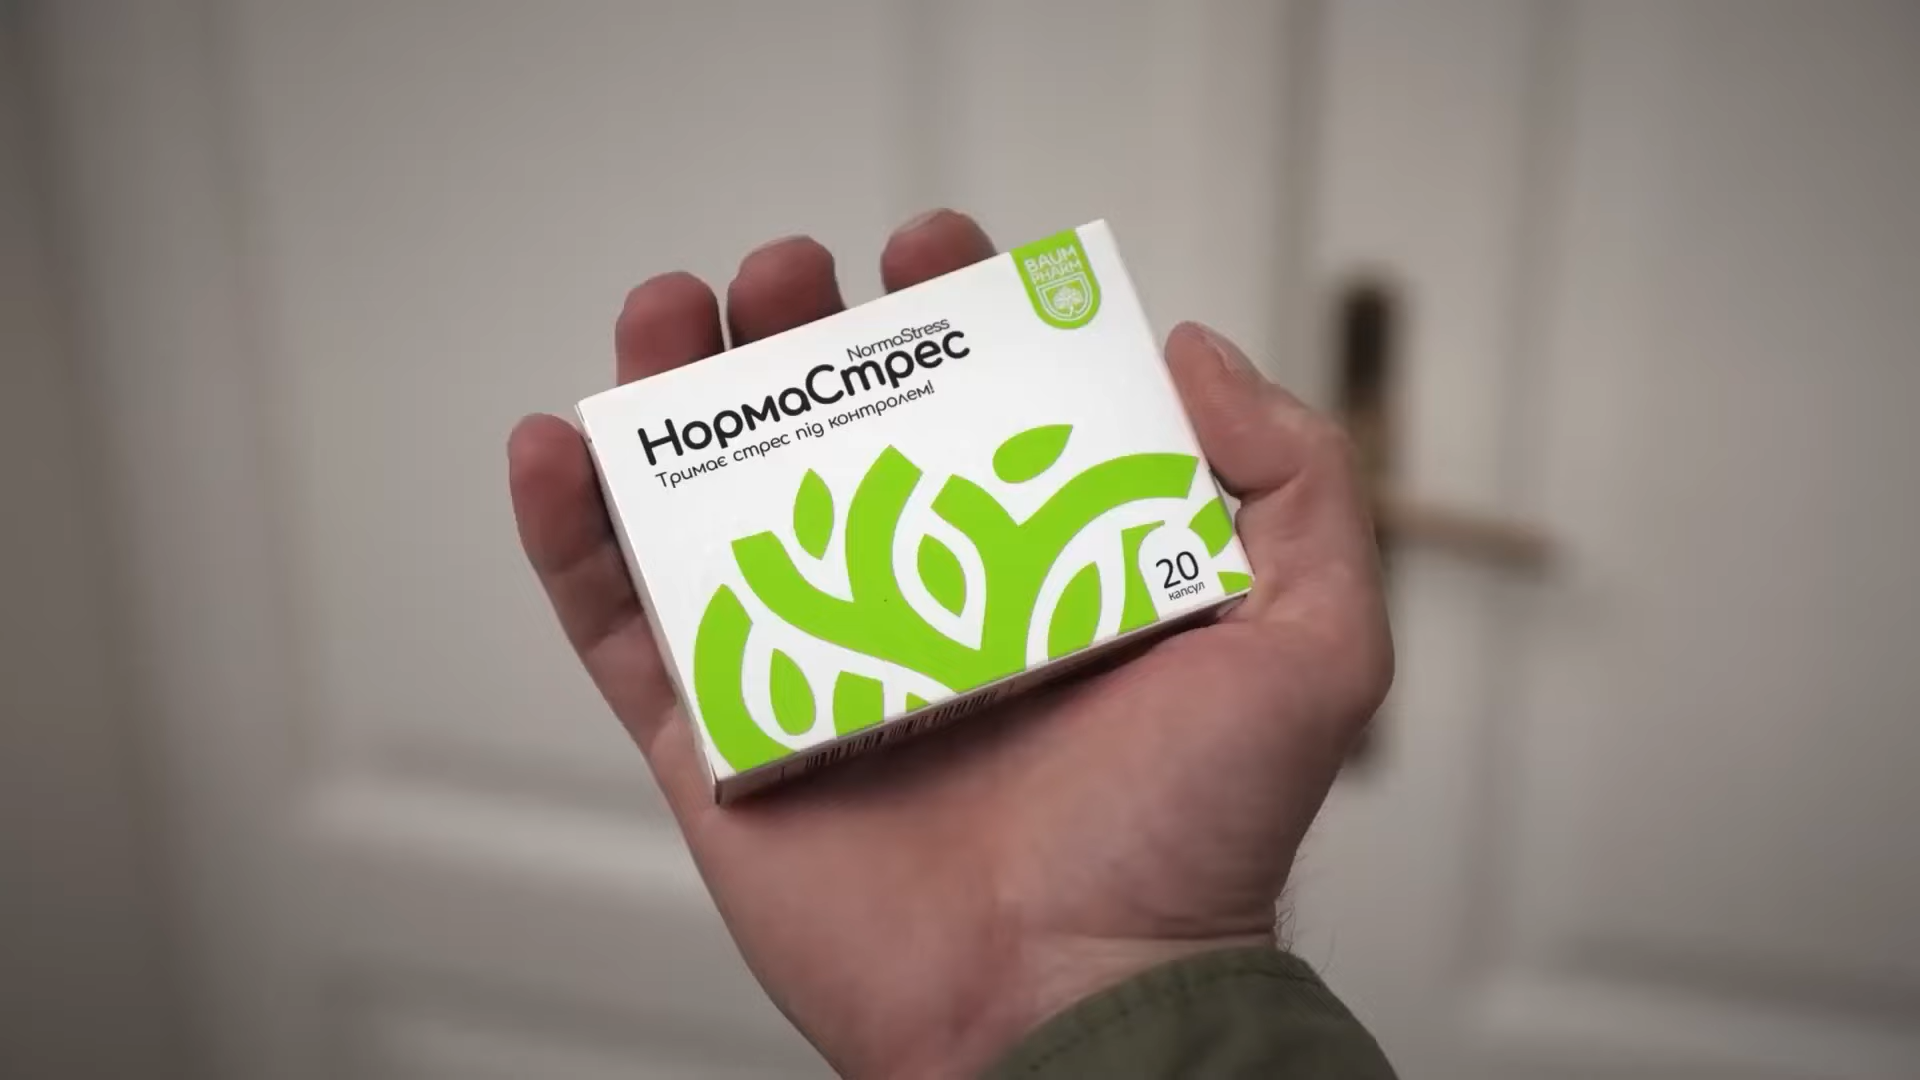 BAUM
PHARM
NormaStress
НормаСтрес
Тримає стрес під контролем!
20
капсул